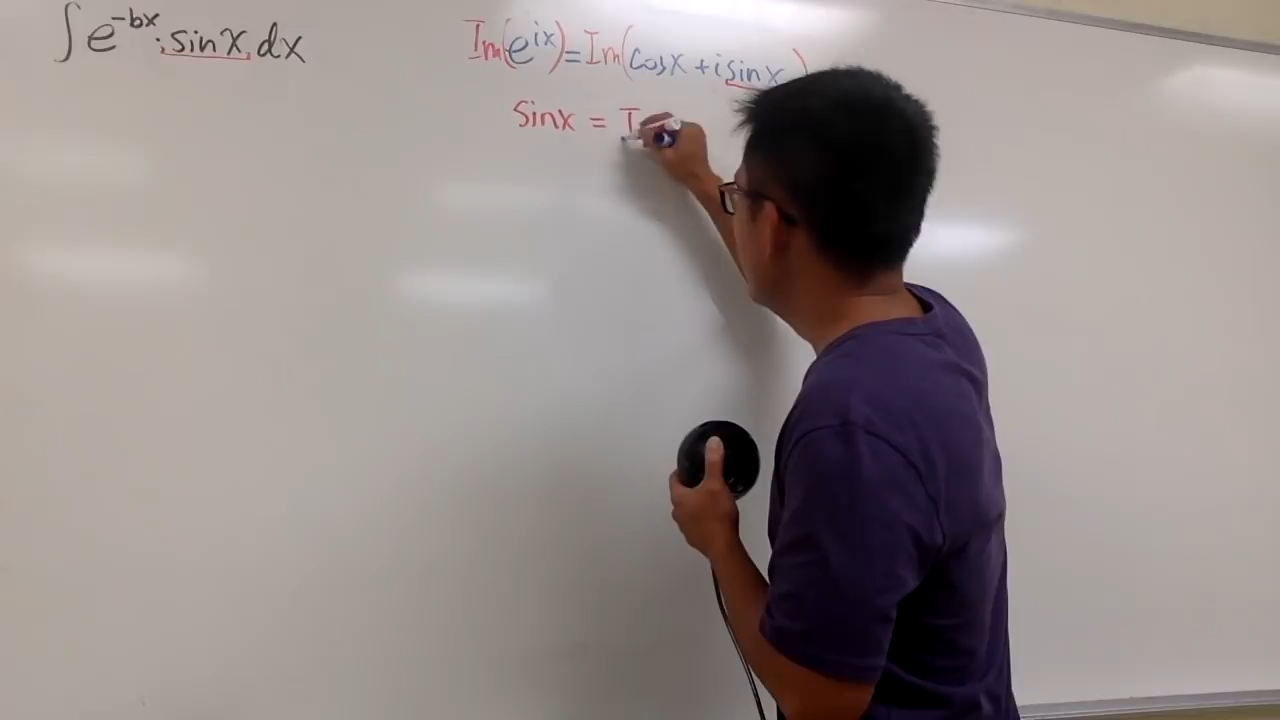 ∫e^{-bx}·sinx dx
Im(e^{ix})=Im(cosx+isinx)
Sinx = I